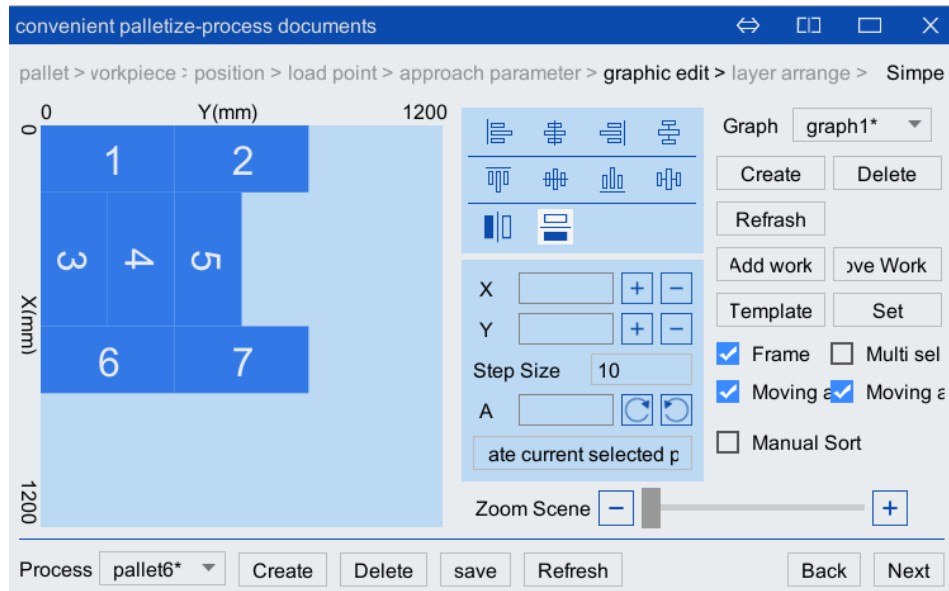 convenient palletize-process documents
pallet > vorkpiece : position > load point > approach parameter > graphic edit > layer arrange > Simpe
0 Y(mm) 1200
0
X(mm)
1200
1 2
3 4 5
6 7
X + −
Y + −
Step Size 10
A
ate current selected p
Zoom Scene − +
Graph graph1*
Create Delete
Refrash
Add work ove Work
Template Set
Frame Multi sel
Moving a Moving a
Manual Sort
Process pallet6* Create Delete save Refresh Back Next